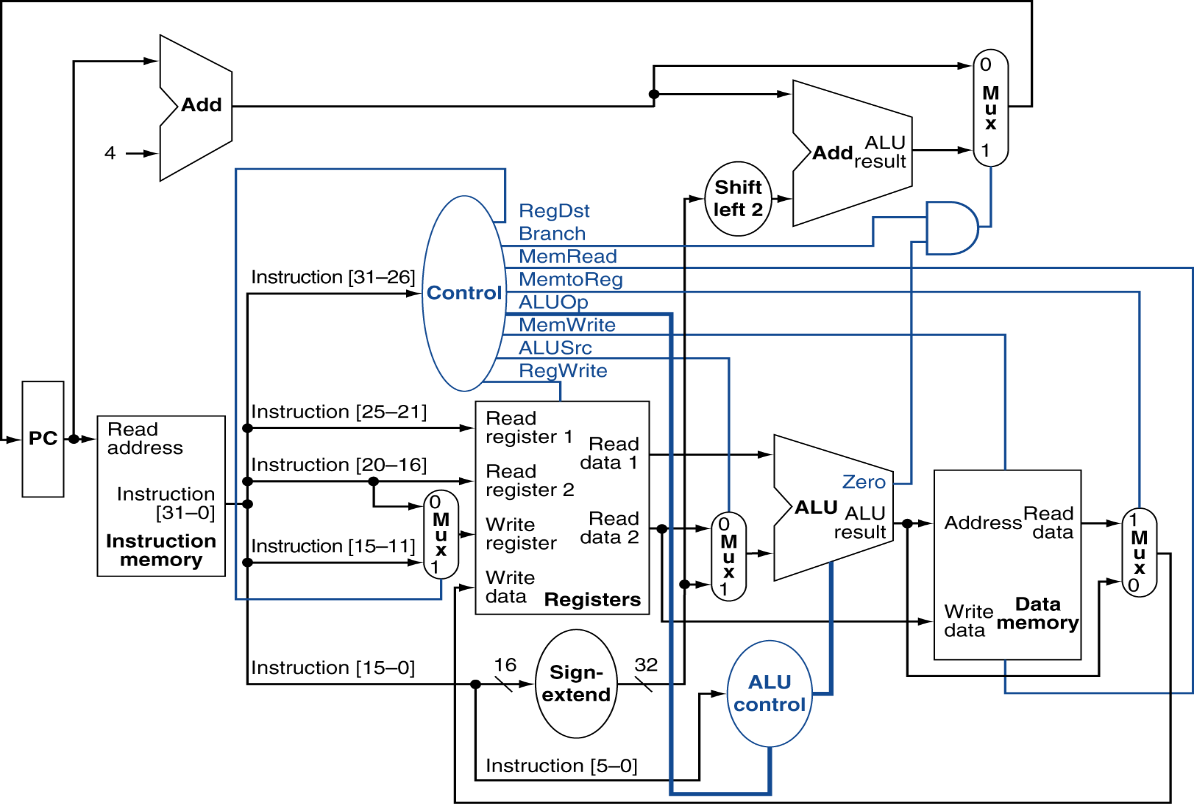 0
M
u
x
1
Add
4
Add
ALU
result
Shift
left 2
RegDst
Branch
MemRead
MemtoReg
ALUOp
MemWrite
ALUSrc
RegWrite
Instruction [31–26]
Control
PC
Read
address
Instruction
[31–0]
Instruction
memory
Instruction [25–21]
Instruction [20–16]
Instruction [15–11]
0
M
u
x
1
Read
register 1
Read
register 2
Write
register
Write
data
Read
data 1
Read
data 2
Registers
0
M
u
x
1
Zero
ALU
ALU
result
Address
Read
data
Write
data
Data
memory
1
M
u
x
0
Instruction [15–0]
16
Sign-
extend
32
ALU
control
Instruction [5–0]